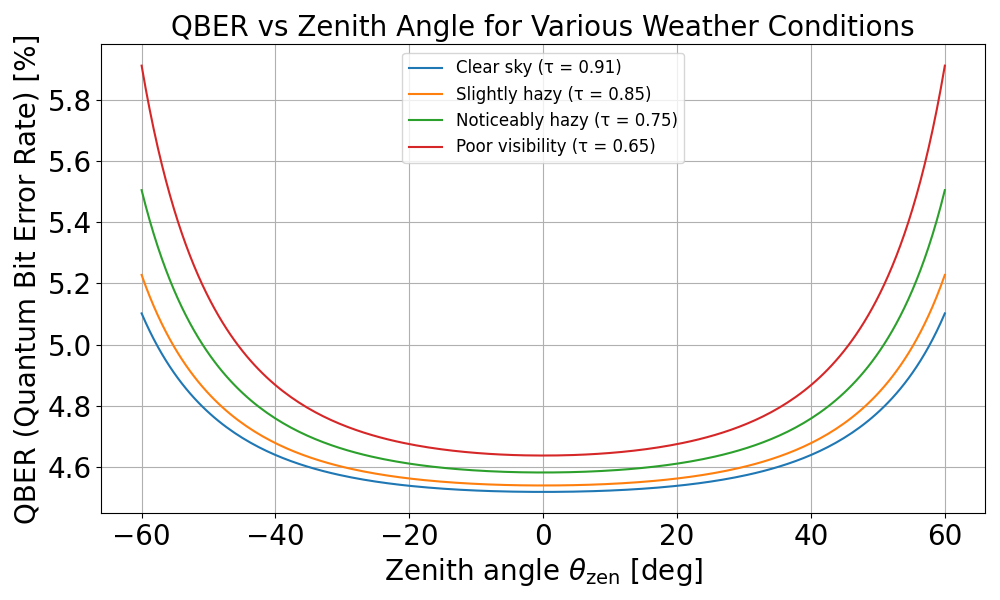 QBER vs Zenith Angle for Various Weather Conditions
QBER (Quantum Bit Error Rate) [%]
5.8
5.6
5.4
5.2
5.0
4.8
4.6
Clear sky (τ = 0.91)
Slightly hazy (τ = 0.85)
Noticeably hazy (τ = 0.75)
Poor visibility (τ = 0.65)
−60 −40 −20 0 20 40 60
Zenith angle θzen [deg]